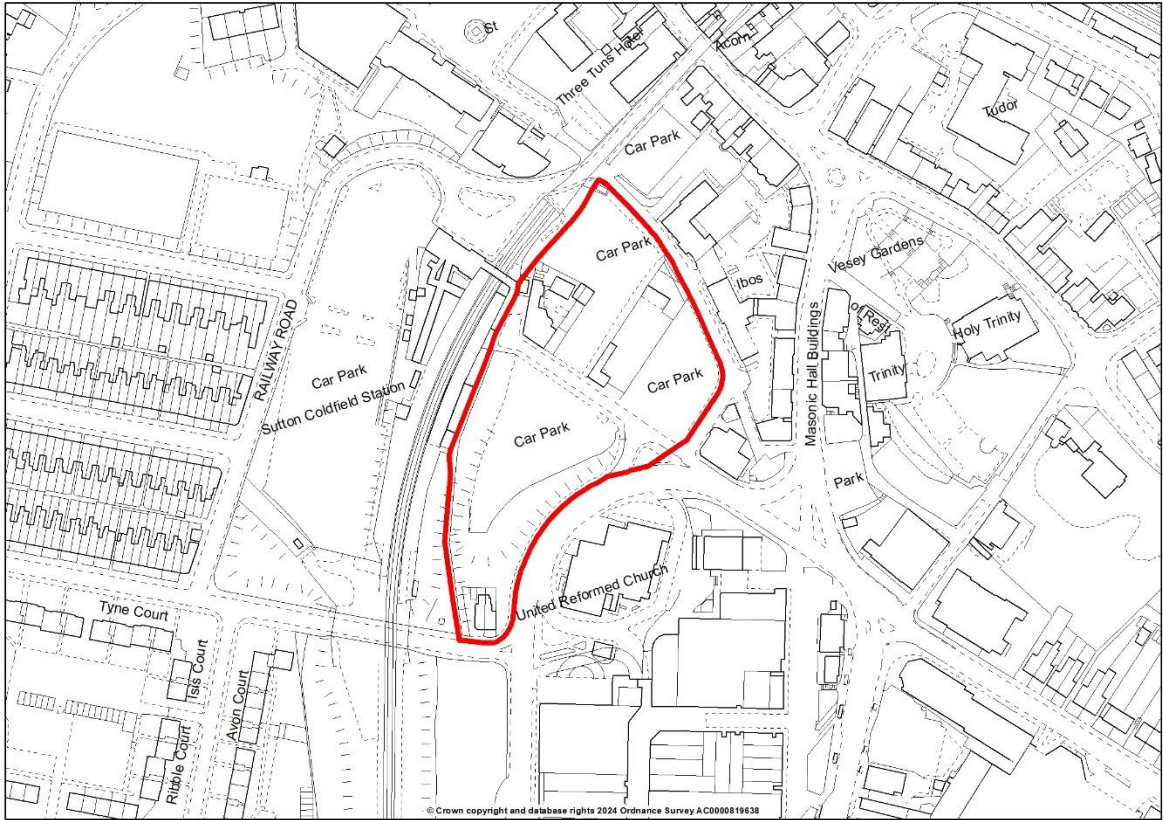 St
Three Tuns Hotel
Acorn
Tudor
Car Park
Car Park
Vesey Gardens
Ibos
Masonic Hall Buildings
of Rest
Holy Trinity
Trinity
RAILWAY ROAD
Car Park
Sutton Coldfield Station
Car Park
Car Park
Park
United Reformed Church
Tyne Court
Isis Court
Avon Court
Ribble Court
© Crown copyright and database rights 2024 Ordnance Survey AC0000819638